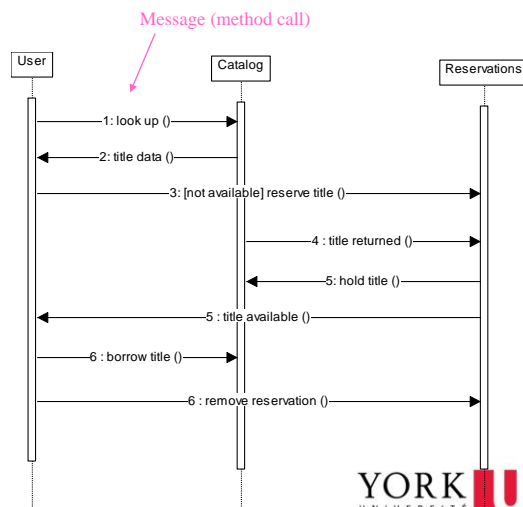 Message (method call)
User
Catalog
Reservations
1: look up ()
2: title data ()
3: [not available] reserve title ()
4 : title returned ()
5: hold title ()
5 : title available ()
6 : borrow title ()
6 : remove reservation ()
YORK U